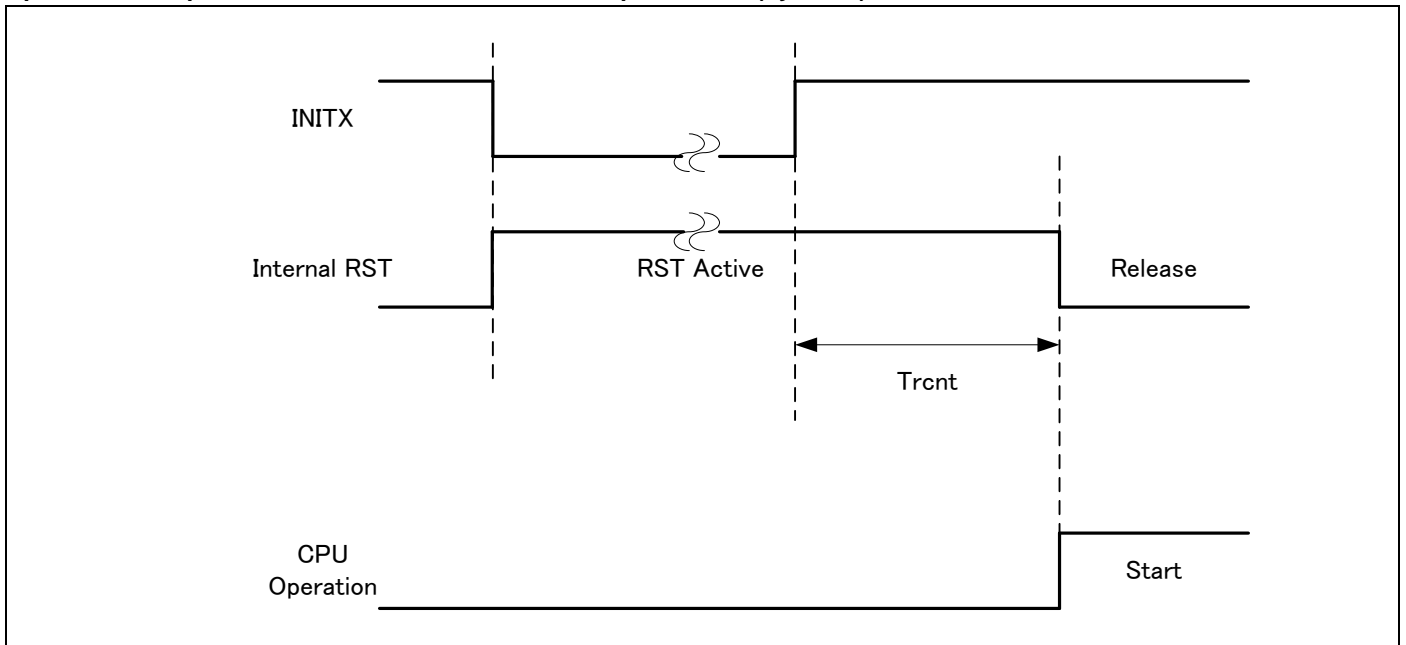 INITX
Internal RST
RST Active
Release
Trcnt
CPU
Operation
Start